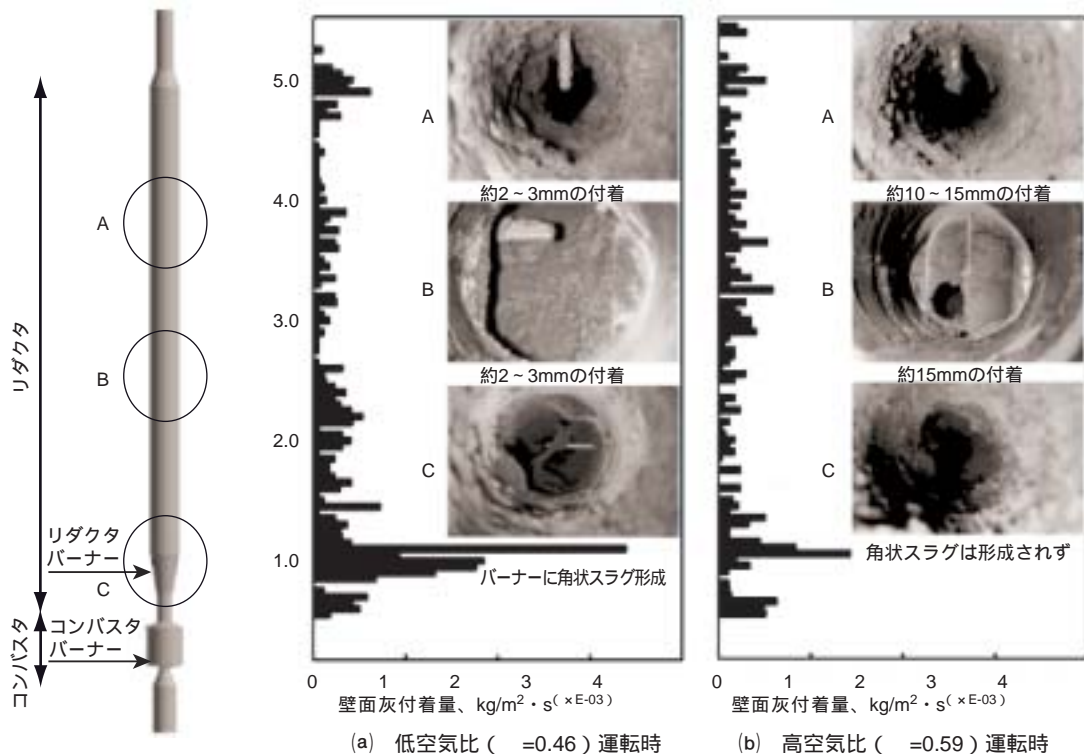 リダクタ
コンバスタ
A
B
リダクタ
バーナー
C
コンバスタ
バーナー
5.0
4.0
3.0
2.0
1.0
A
約2~3mmの付着
B
約2~3mmの付着
C
バーナーに角状スラグ形成
0 1 2 3 4
壁面灰付着量、kg/m²・s(×E-03)
(a) 低空気比( =0.46)運転時
A
約10~15mmの付着
B
約15mmの付着
C
角状スラグは形成されず
0 1 2 3 4
壁面灰付着量、kg/m²・s(×E-03)
(b) 高空気比( =0.59)運転時